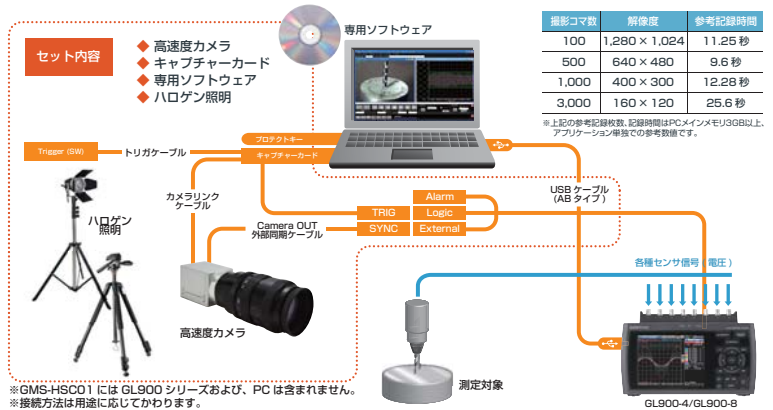 セット内容
◆ 高速度カメラ
◆ キャプチャーカード
◆ 専用ソフトウェア
◆ ハロゲン照明
専用ソフトウェア
撮影コマ数 解像度 参考記録時間
100 1,280 × 1,024 11.25 秒
500 640 × 480 9.6 秒
1,000 400 × 300 12.28 秒
3,000 160 × 120 25.6 秒
※上記の参考記録枚数、記録時間はPCメインメモリ3GB以上、
アプリケーション単独での参考数値です。
プロテクトキー
Trigger (SW)
トリガケーブル
キャプチャーカード
カメラリンク
ケーブル
USB ケーブル
(AB タイプ)
ハロゲン
照明
Camera OUT
外部同期ケーブル
TRIG
SYNC
Alarm
Logic
External
各種センサ信号 ( 電圧 )
高速度カメラ
測定対象
GL900-4/GL900-8
※GMS-HSC01 には GL900 シリーズおよび、PC は含まれません。
※接続方法は用途に応じてかわります。